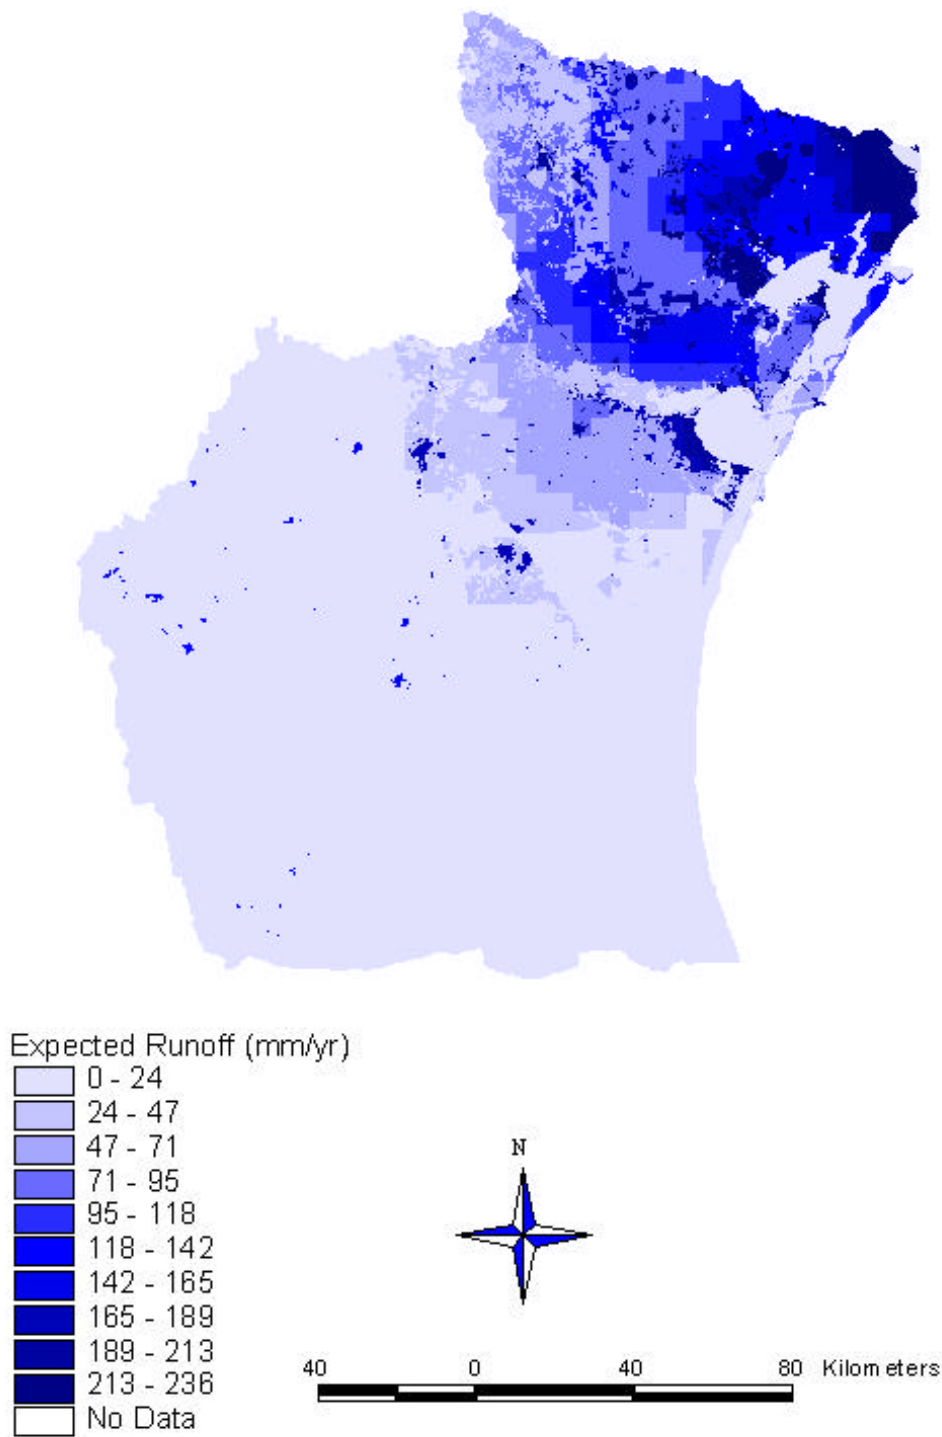 Expected Runoff (mm/yr)
0 - 24
24 - 47
47 - 71
71 - 95
95 - 118
118 - 142
142 - 165
165 - 189
189 - 213
213 - 236
No Data
N
40 0 40 80 Kilometers